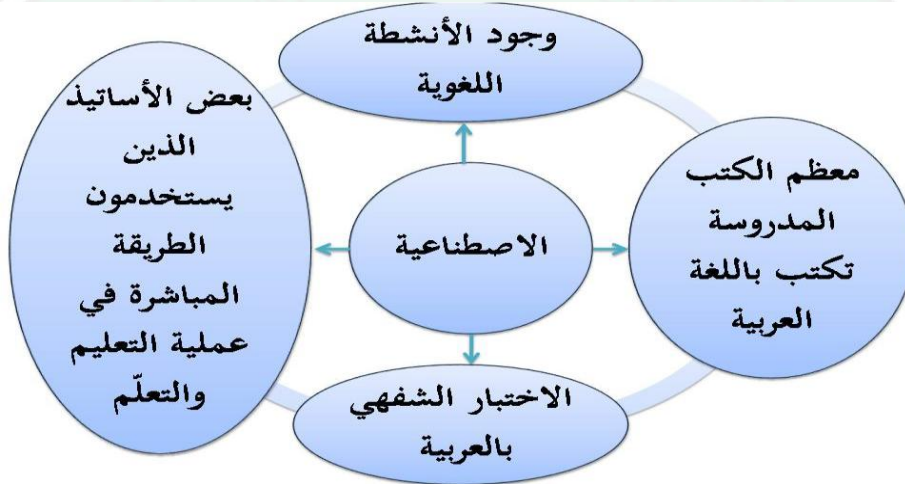 وجود الأنشطة
اللغوية
معظم الكتب
المدروسة
تكتب باللغة
العربية
الاصطناعية
بعض الأساتيذ
الذين
يستخدمون
الطريقة
المباشرة في
عملية التعليم
والتعلّم
الاختبار الشفهي
بالعربية